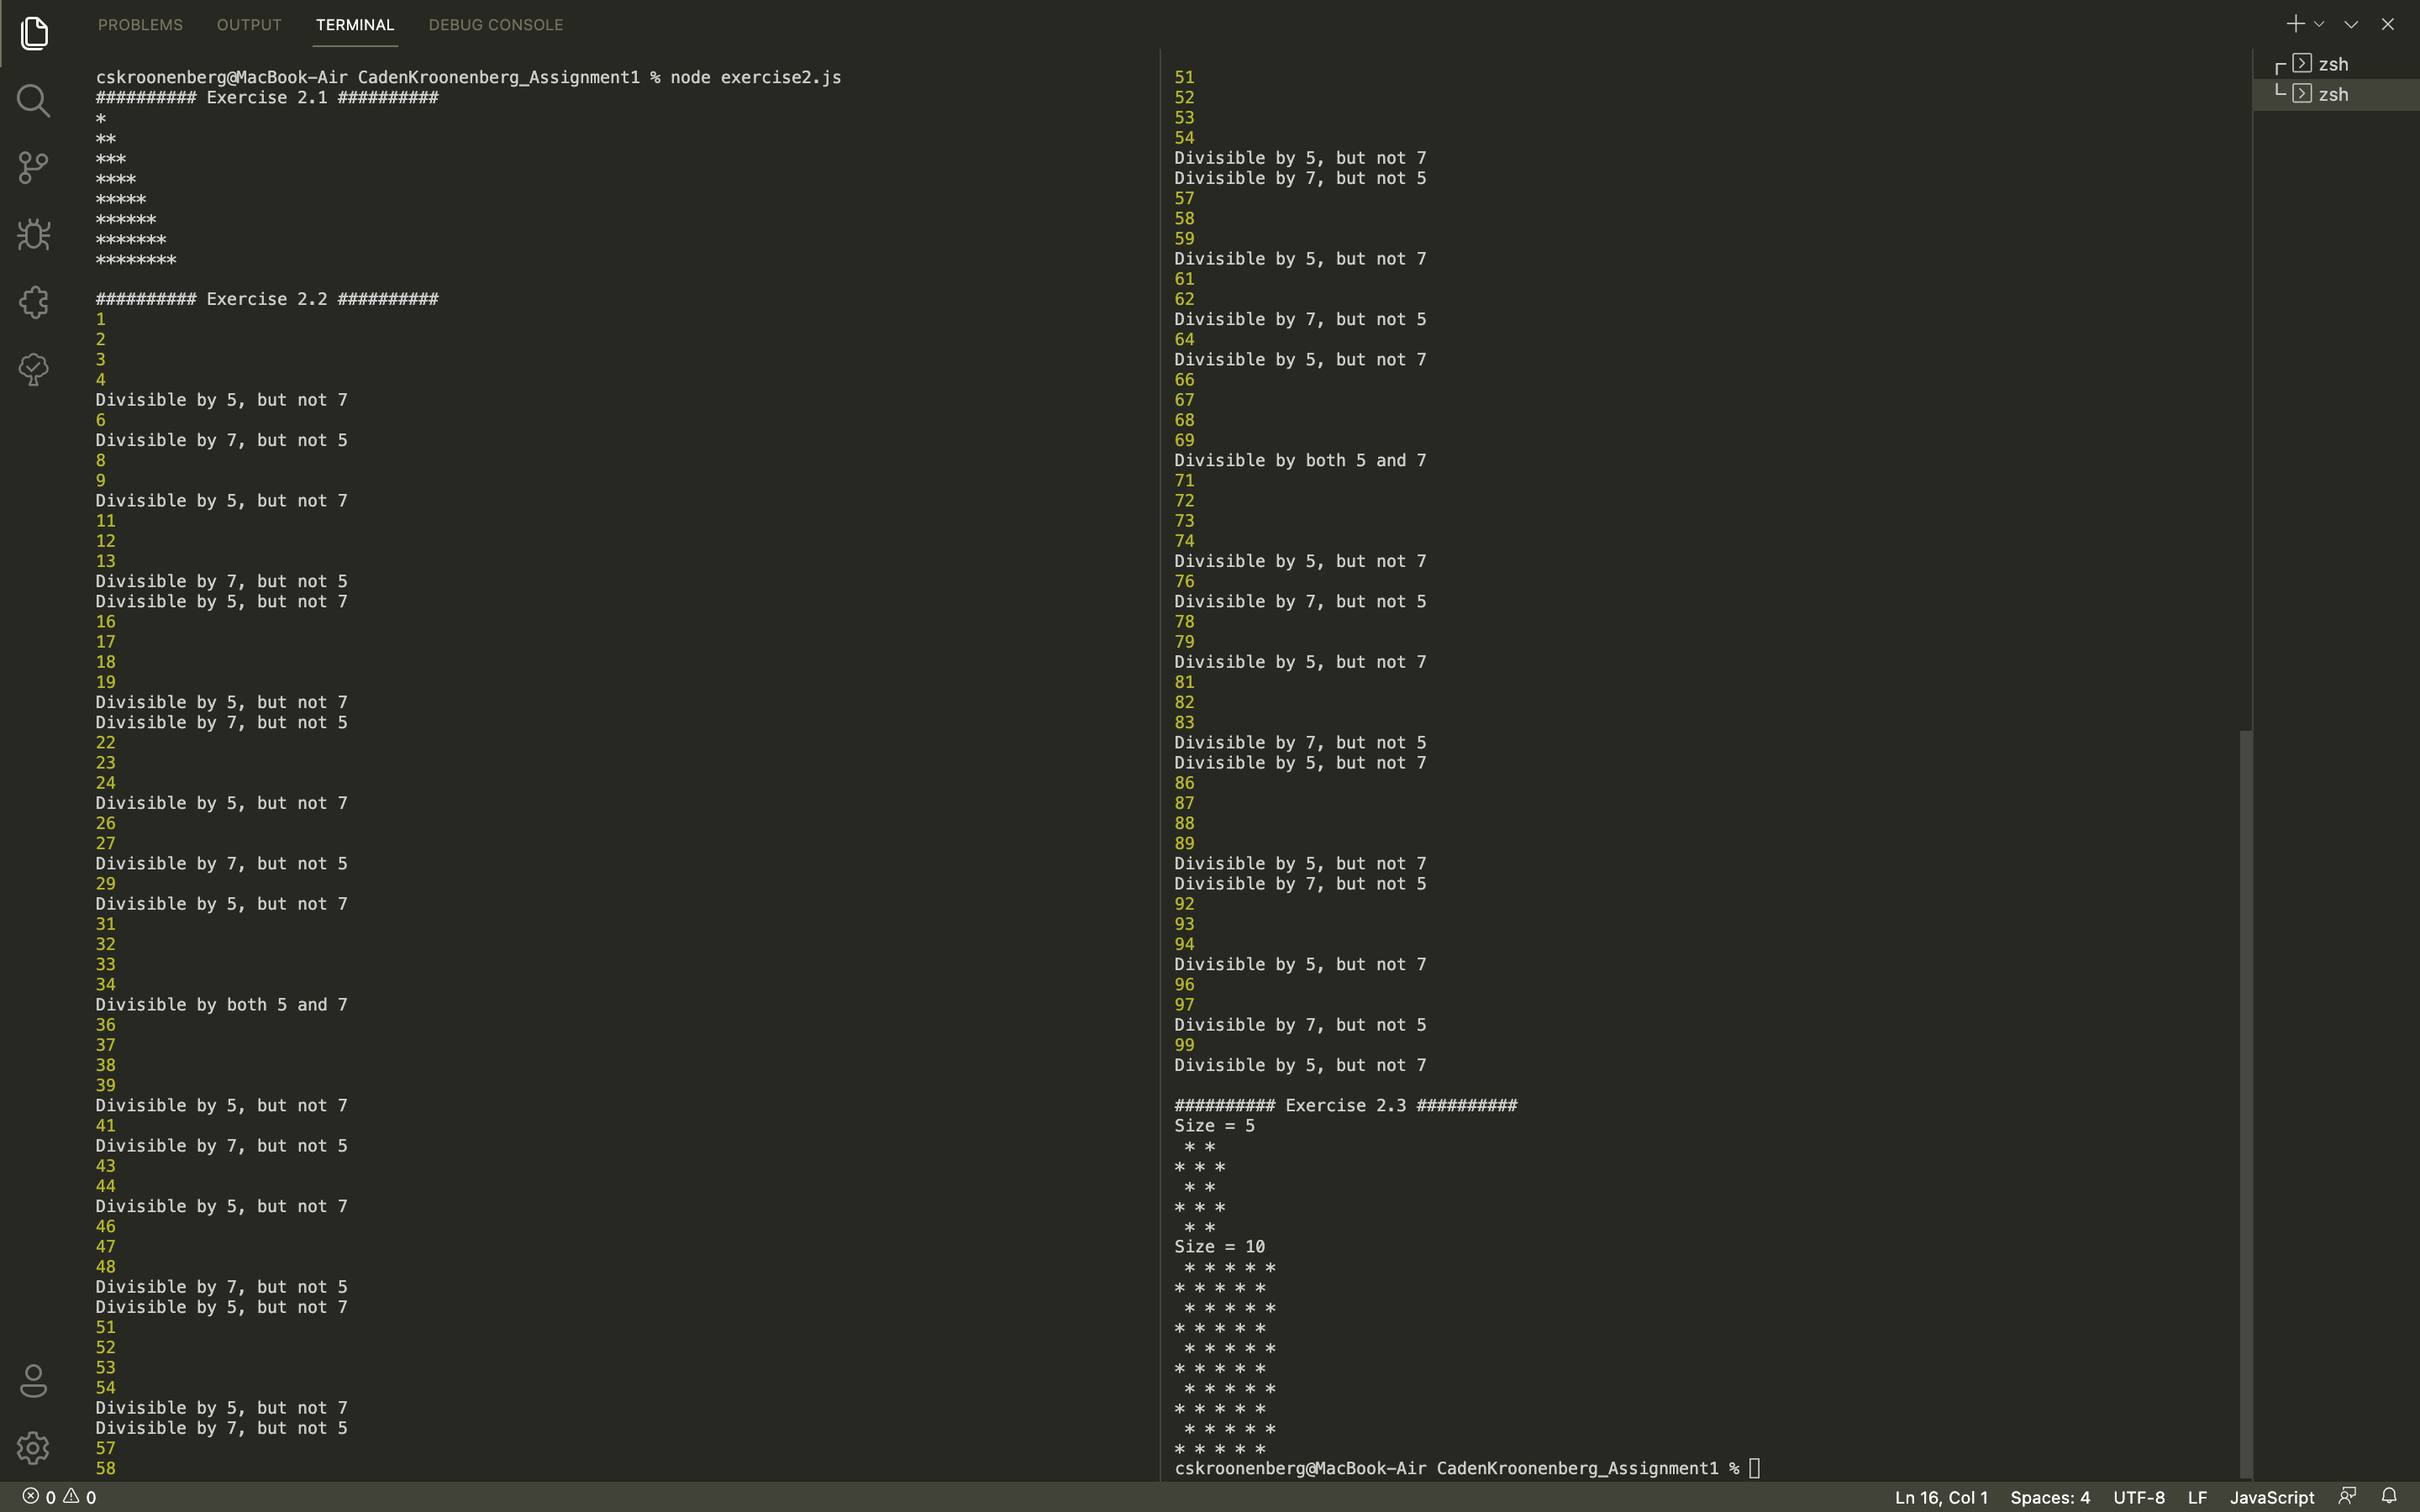 PROBLEMS OUTPUT TERMINAL DEBUG CONSOLE
cskroonenberg@MacBook-Air CadenKroonenberg_Assignment1 % node exercise2.js
########## Exercise 2.1 ##########
*
**
***
****
*****
******
*******
********
########## Exercise 2.2 ##########
1
2
3
4
Divisible by 5, but not 7
6
Divisible by 7, but not 5
8
9
Divisible by 5, but not 7
11
12
13
Divisible by 7, but not 5
Divisible by 5, but not 7
16
17
18
19
Divisible by 5, but not 7
Divisible by 7, but not 5
22
23
24
Divisible by 5, but not 7
26
27
Divisible by 7, but not 5
29
Divisible by 5, but not 7
31
32
33
34
Divisible by both 5 and 7
36
37
38
39
Divisible by 5, but not 7
41
Divisible by 7, but not 5
43
44
Divisible by 5, but not 7
46
47
48
Divisible by 7, but not 5
Divisible by 5, but not 7
51
52
53
54
Divisible by 5, but not 7
Divisible by 7, but not 5
57
58
51
52
53
54
Divisible by 5, but not 7
Divisible by 7, but not 5
57
58
59
Divisible by 5, but not 7
61
62
Divisible by 7, but not 5
64
Divisible by 5, but not 7
66
67
68
69
Divisible by both 5 and 7
71
72
73
74
Divisible by 5, but not 7
76
Divisible by 7, but not 5
78
79
Divisible by 5, but not 7
81
82
83
Divisible by 7, but not 5
Divisible by 5, but not 7
86
87
88
89
Divisible by 5, but not 7
Divisible by 7, but not 5
92
93
94
Divisible by 5, but not 7
96
97
Divisible by 7, but not 5
99
Divisible by 5, but not 7
########## Exercise 2.3 ##########
Size = 5
 * *
* * *
 * *
* * *
 * *
Size = 10
 * * * * *
* * * * *
 * * * * *
* * * * *
 * * * * *
* * * * *
 * * * * *
* * * * *
 * * * * *
* * * * *
cskroonenberg@MacBook-Air CadenKroonenberg_Assignment1 %
zsh
zsh
0 0 Ln 16, Col 1 Spaces: 4 UTF-8 LF JavaScript